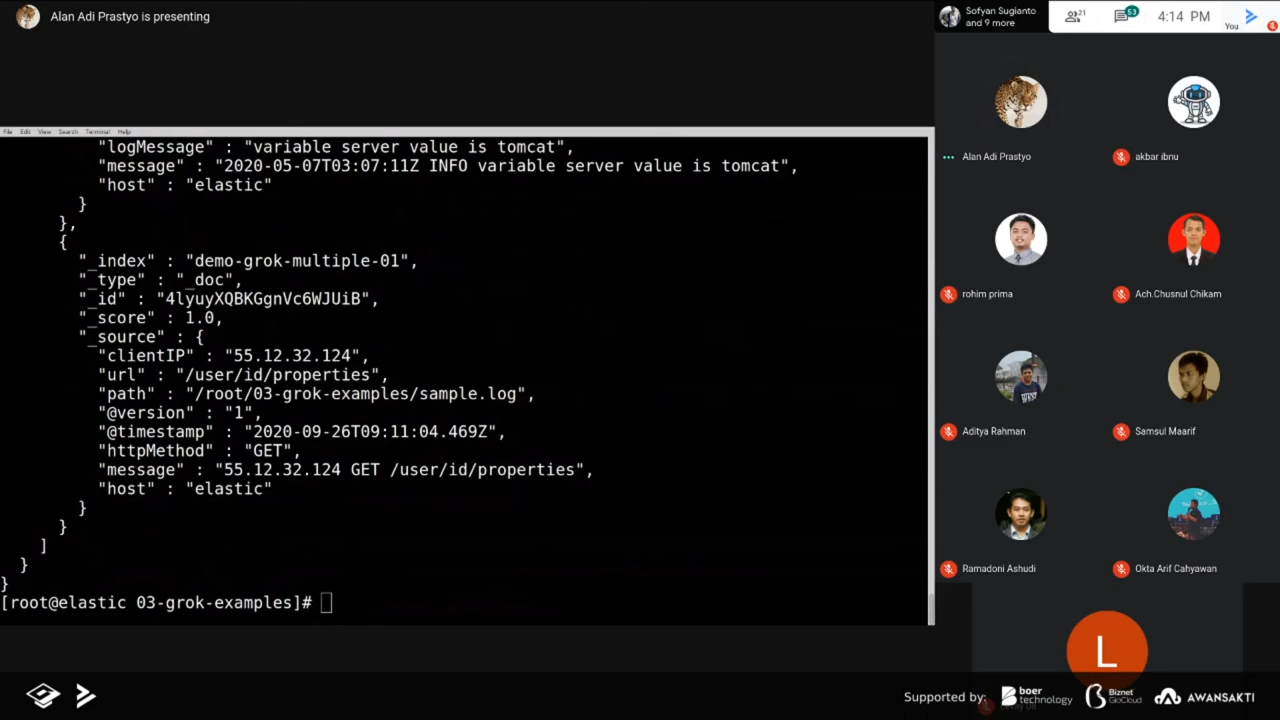 Alan Adi Prastyo is presenting
Sofyan Sugianto
and 9 more
21
53
4:14 PM
You
File Edit View Search Terminal Help
"logMessage" : "variable server value is tomcat",
"message" : "2020-05-07T03:07:11Z INFO variable server value is tomcat",
"host" : "elastic"
}
},
{
"_index" : "demo-grok-multiple-01",
"_type" : "_doc",
"_id" : "4lyuyXQBKGgnVc6WJUiB",
"_score" : 1.0,
"_source" : {
"clientIP" : "55.12.32.124",
"url" : "/user/id/properties",
"path" : "/root/03-grok-examples/sample.log",
"@version" : "1",
"@timestamp" : "2020-09-26T09:11:04.469Z",
"httpMethod" : "GET",
"message" : "55.12.32.124 GET /user/id/properties",
"host" : "elastic"
}
}
]
}
}
[root@elastic 03-grok-examples]#
Alan Adi Prastyo
akbar ibnu
rohim prima
Ach.Chusnul Chikam
Aditya Rahman
Samsul Maarif
Ramadoni Ashudi
Okta Arif Cahyawan
L
Supported by:
boer technology
Biznet GioCloud
AWANSAKTI